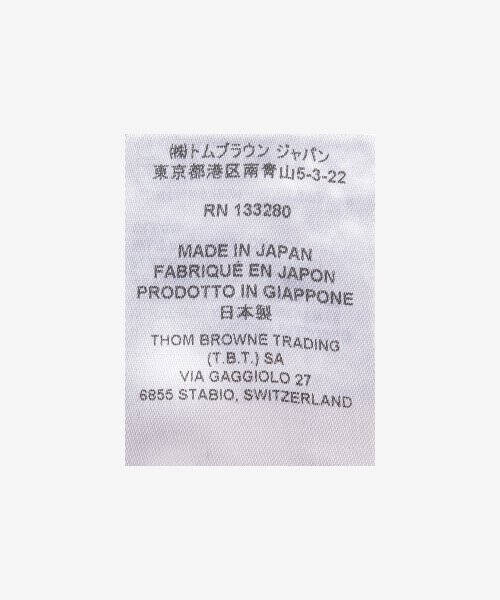 ㈱トムブラウン ジャパン
東京都港区南青山5-3-22
RN 133280
MADE IN JAPAN
FABRIQUÉ EN JAPON
PRODOTTO IN GIAPPONE
日本製
THOM BROWNE TRADING
(T.B.T.) SA
VIA GAGGIOLO 27
6855 STABIO, SWITZERLAND